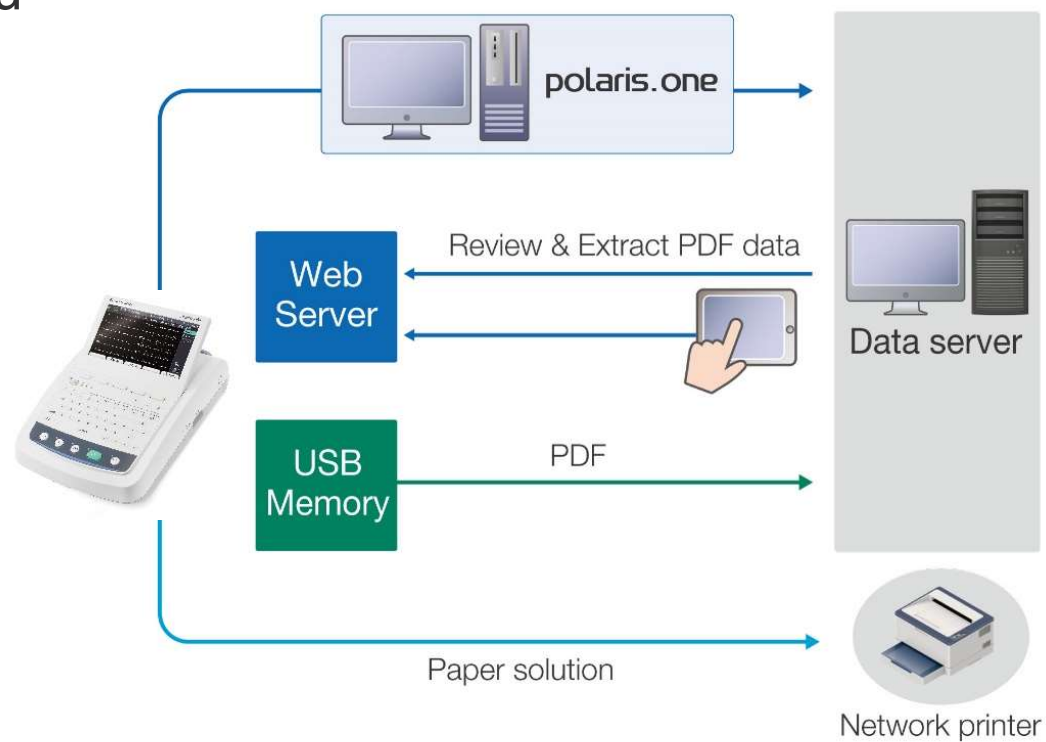 polaris.one
Review & Extract PDF data
Web
Server
Data server
PDF
USB
Memory
Paper solution
Network printer